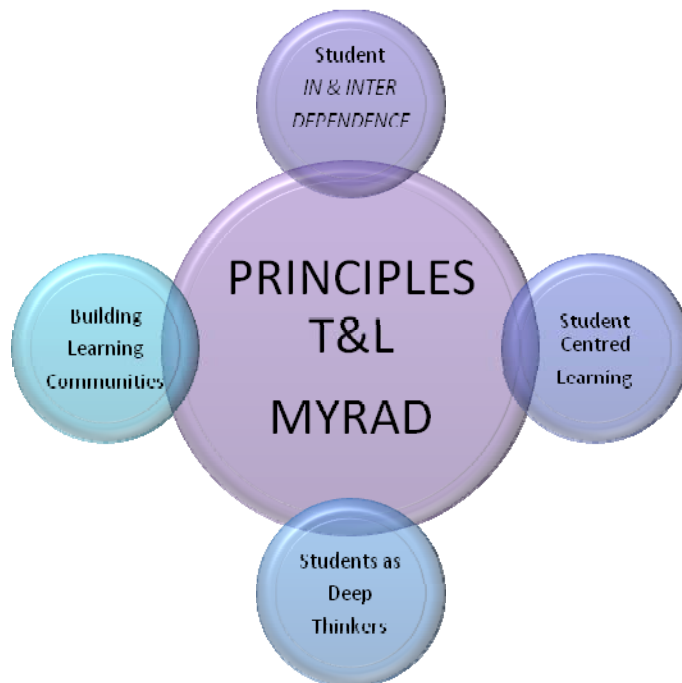 Student
IN & INTER
DEPENDENCE
PRINCIPLES
T&L
MYRAD
Building
Learning
Communities
Student
Centred
Learning
Students as
Deep
Thinkers